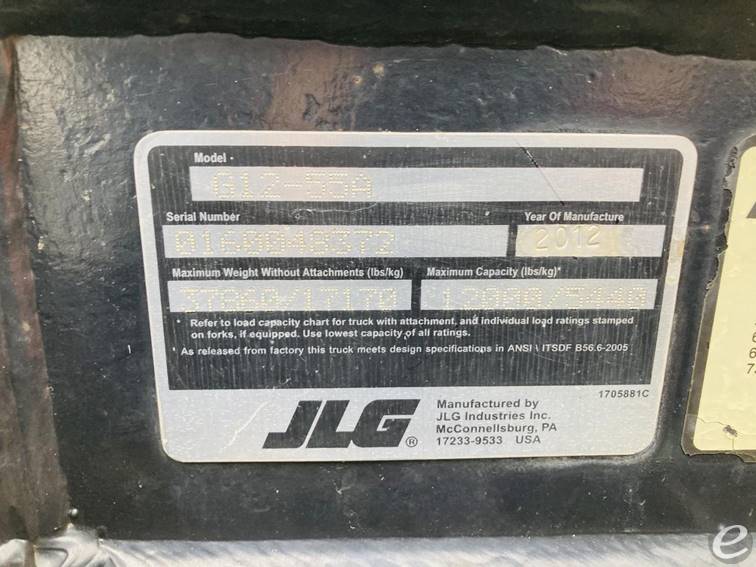 Model
G12-55A
Serial Number
Year Of Manufacture
0160048372
2012
Maximum Weight Without Attachments (lbs/kg)
Maximum Capacity (lbs/kg)*
37860/17170
12000/5440
* Refer to load capacity chart for truck with attachment, and individual load ratings stamped
on forks, if equipped. Use lowest capacity of all ratings.
* As released from factory this truck meets design specifications in ANSI \ ITSDF B56.6-2005
1705881C
JLG®
Manufactured by
JLG Industries Inc.
McConnellsburg, PA
17233-9533 USA